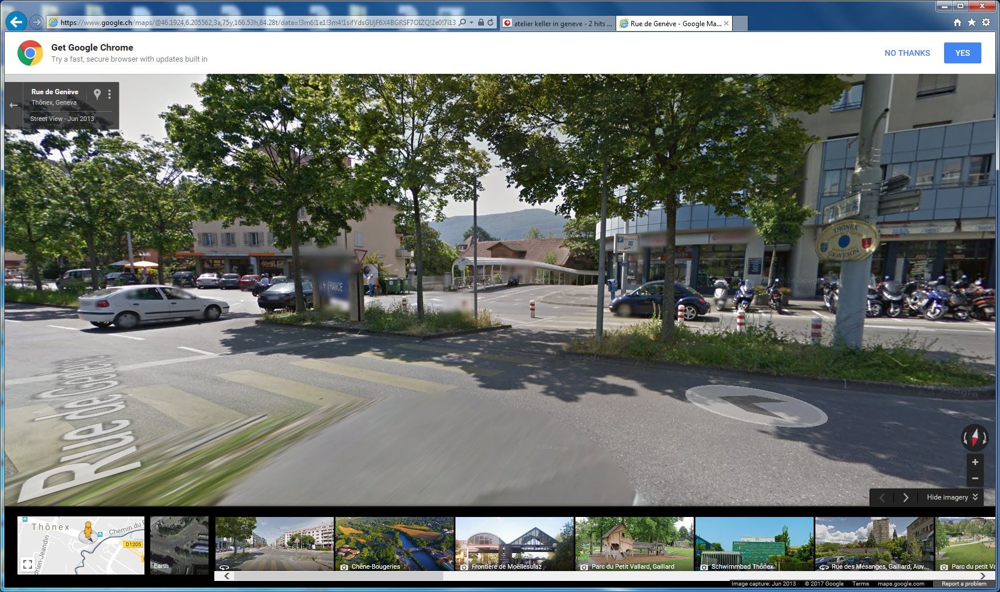 https://www.google.ch/maps/@46.1924,6.205562,3a,75y,166.53h,84.28t/data=!3m6!1e1!3m4!1sifYdsGUjF6X4BGRSF7OIZQ!2e0!7i13
atelier keller in geneve - 2 hits ...
Rue de Genève - Google Ma...
Get Google Chrome
Try a fast, secure browser with updates built in
NO THANKS
YES
Rue de Genève
Thônex, Geneva
Street View - Jun 2013
FRANCE
THÔNEX
GRAVESON
Rue de Genève
© 2014 Google
Hide imagery
Thônex
Chemin du
D1205
Earth
Chêne-Bougeries
Frontière de Moëllesulaz
Parc du Petit Vallard, Gaillard
Schwimmbad Thônex
Rue des Mésanges, Gaillard, Auv...
Parc du petit Va
Image capture: Jun 2013
© 2017 Google
Terms
maps.google.com
Report a problem